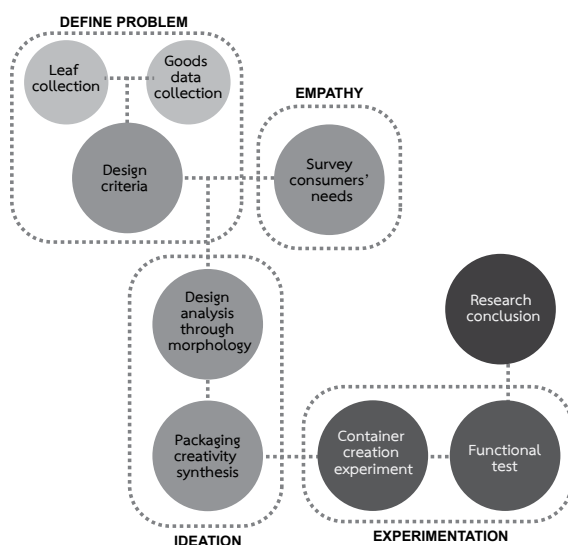 DEFINE PROBLEM
Leaf
collection
Goods
data
collection
Design
criteria
EMPATHY
Survey
consumers'
needs
Design
analysis
through
morphology
Packaging
creativity
synthesis
IDEATION
Container
creation
experiment
Functional
test
EXPERIMENTATION
Research
conclusion